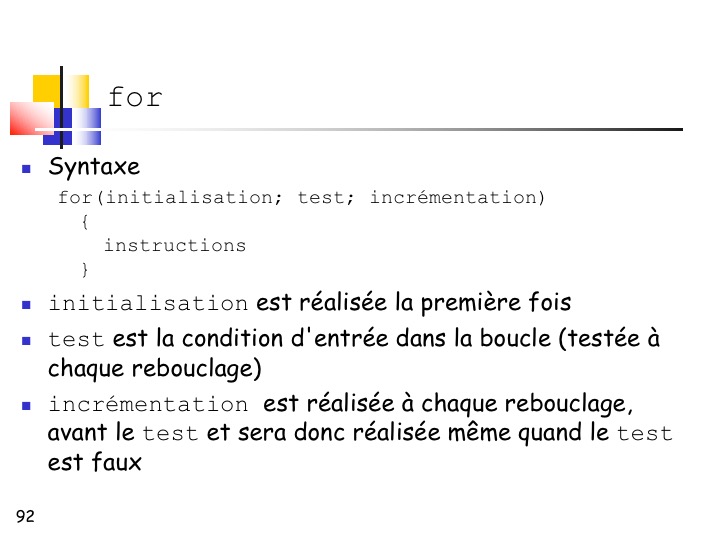 for
Syntaxe
for(initialisation; test; incrémentation)
{
instructions
}
initialisation est réalisée la première fois
test est la condition d'entrée dans la boucle (testée à
chaque rebouclage)
incrémentation est réalisée à chaque rebouclage,
avant le test et sera donc réalisée même quand le test
est faux
92